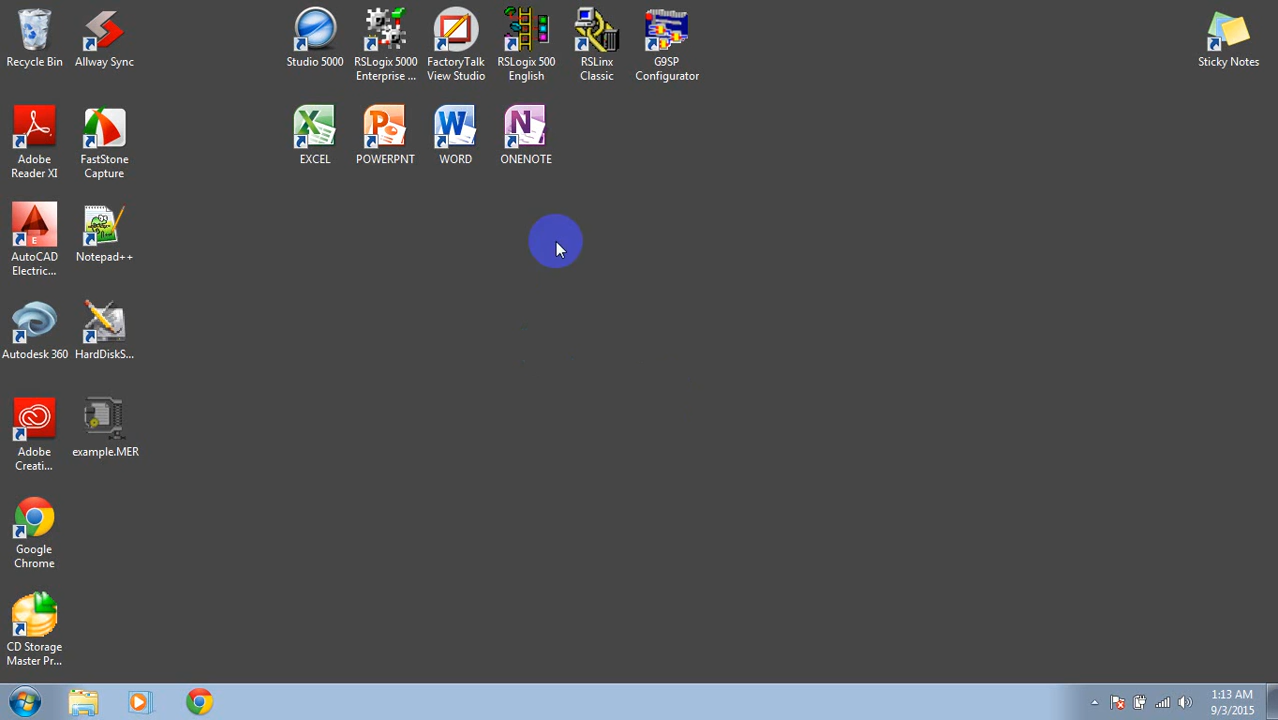 Recycle Bin
Allway Sync
Studio 5000
RSLogix 5000
Enterprise ...
FactoryTalk
View Studio
RSLogix 500
English
RSLinx
Classic
G9SP
Configurator
Sticky Notes
Adobe
Reader XI
FastStone
Capture
EXCEL
POWERPNT
WORD
ONENOTE
AutoCAD
Electric...
Notepad++
Autodesk 360
HardDiskS...
Adobe
Creati...
example.MER
Google
Chrome
CD Storage
Master Pr...
1:13 AM
9/3/2015